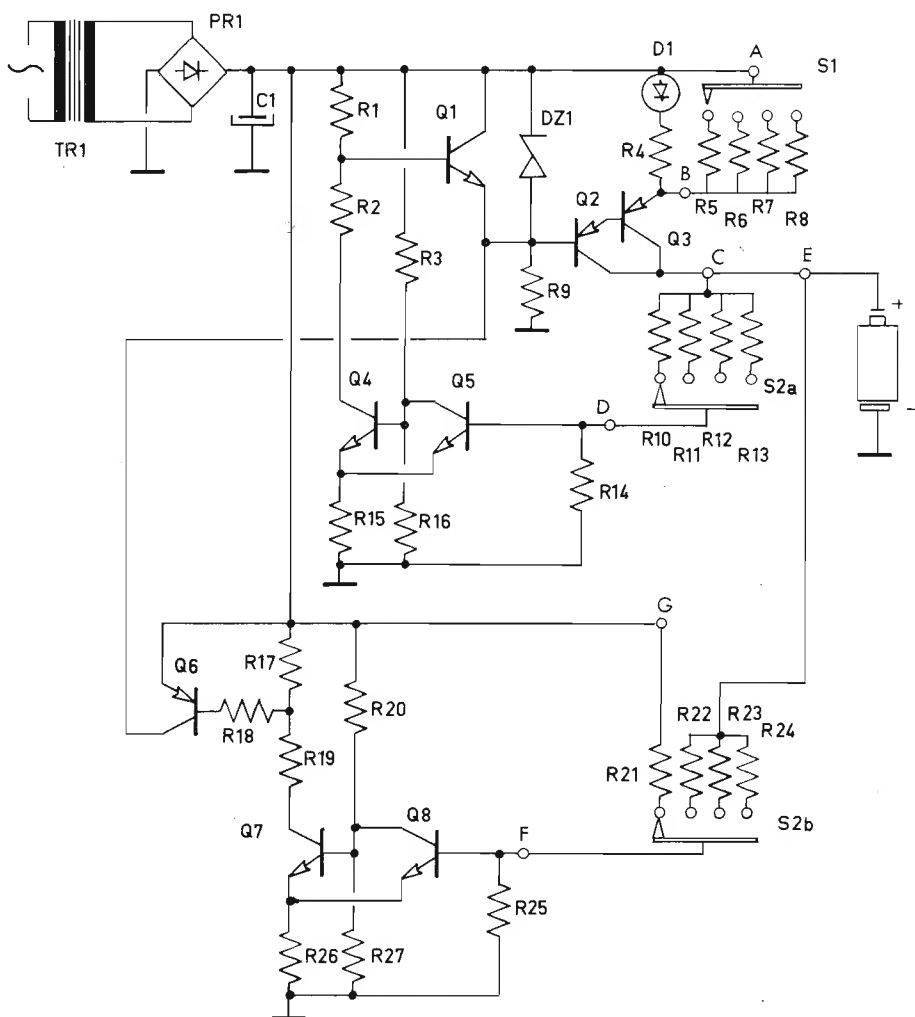 PR1
D1
A
S1
C1
R1
Q1
DZ1
TR1
R4
B
R2
Q2
R5
R6
R7
R8
R3
Q3
C
E
R9
+
Q4
Q5
S2a
-
D
R10
R11
R12
R13
R14
R15
R16
G
Q6
R17
R20
R22
R23
R24
R18
R19
R21
Q7
Q8
F
S2b
R25
R26
R27